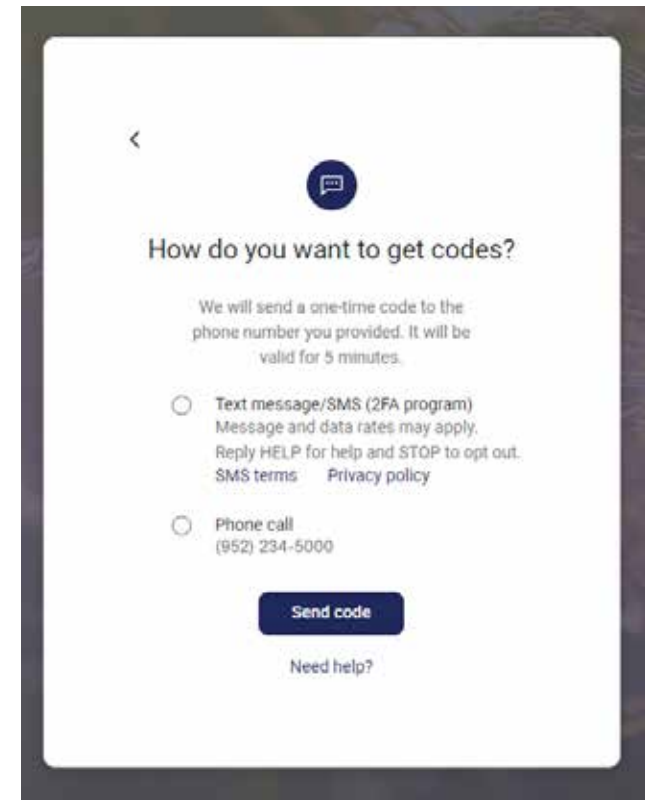 How do you want to get codes?
We will send a one-time code to the
phone number you provided. It will be
valid for 5 minutes.
Text message/SMS (2FA program)
Message and data rates may apply.
Reply HELP for help and STOP to opt out.
SMS terms Privacy policy
Phone call
(952) 234-5000
Send code
Need help?